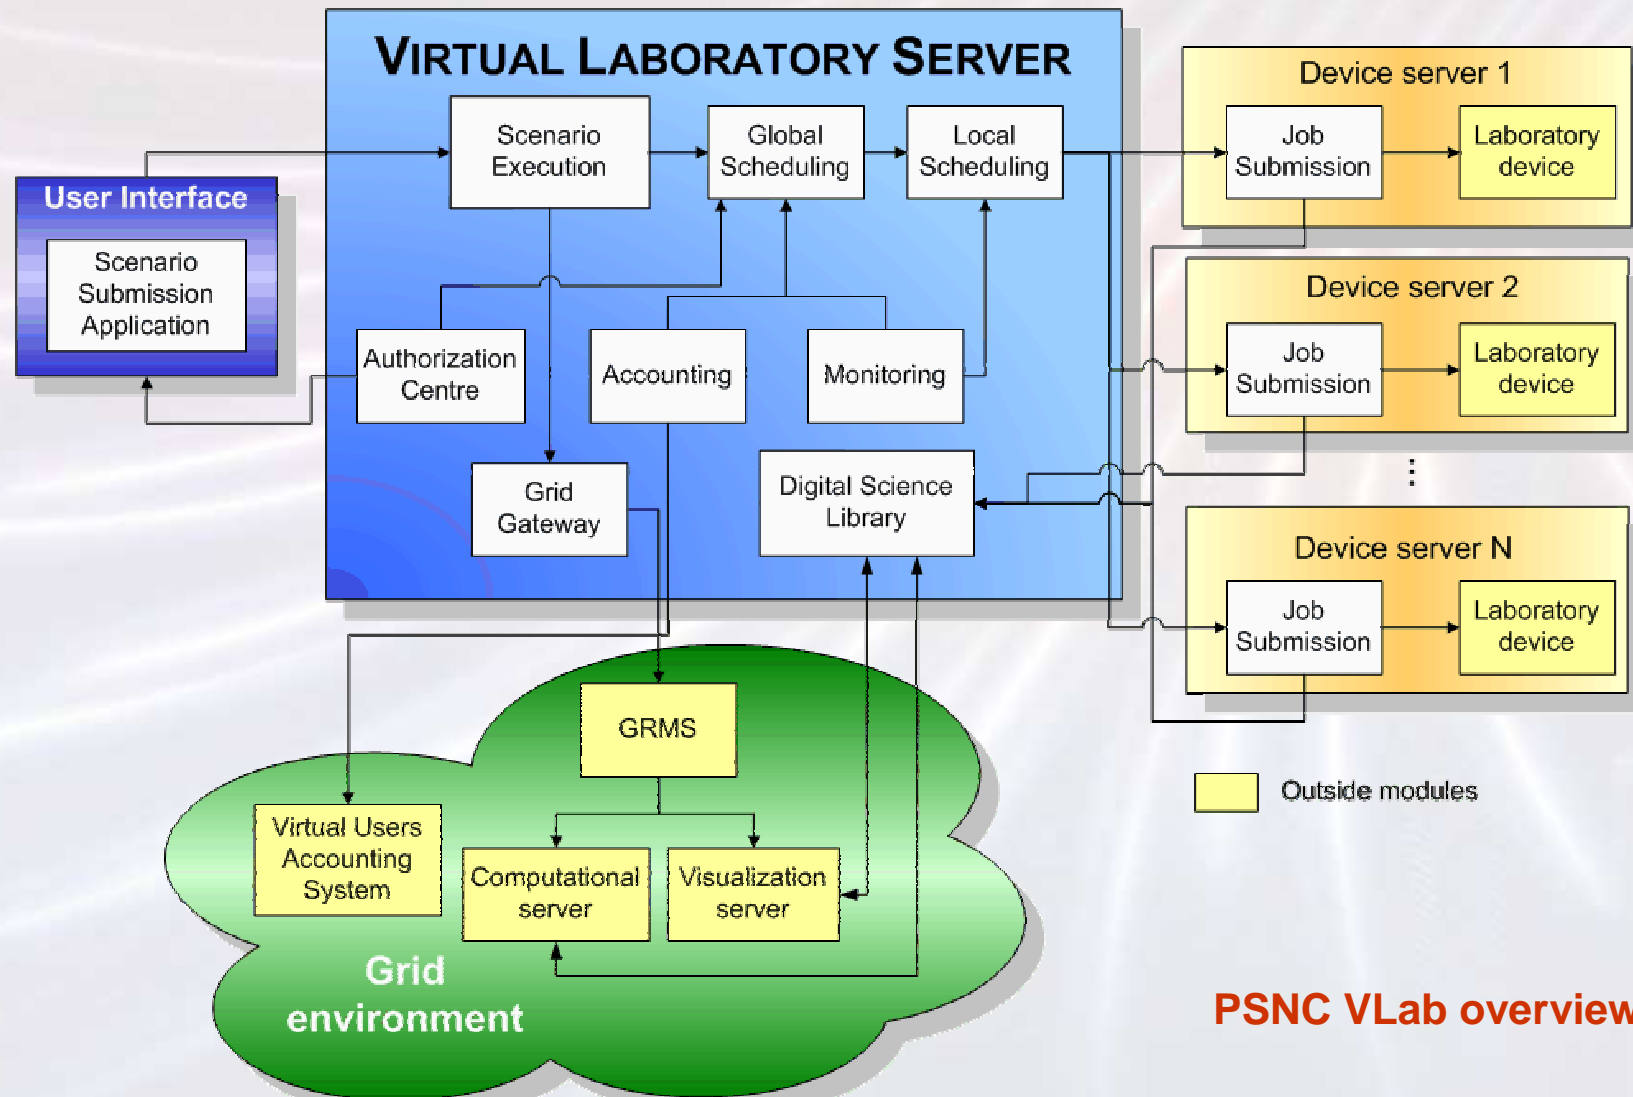 VIRTUAL LABORATORY SERVER
Scenario
Execution
Global
Scheduling
Local
Scheduling
User Interface
Scenario
Submission
Application
Authorization
Centre
Accounting
Monitoring
Grid
Gateway
Digital Science
Library
Device server 1
Job
Submission
Laboratory
device
Device server 2
Job
Submission
Laboratory
device
...
Device server N
Job
Submission
Laboratory
device
GRMS
Virtual Users
Accounting
System
Computational
server
Visualization
server
Grid
environment
Outside modules
PSNC VLab overview